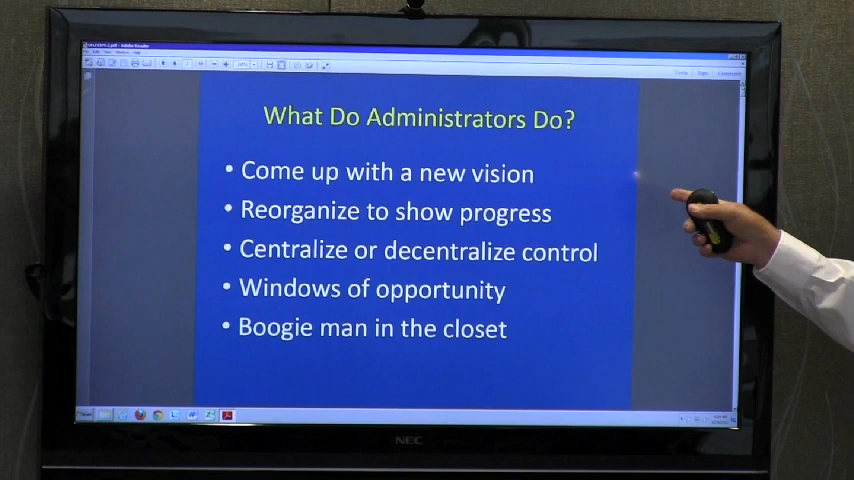 What Do Administrators Do?
• Come up with a new vision
• Reorganize to show progress
• Centralize or decentralize control
• Windows of opportunity
• Boogie man in the closet
NEC